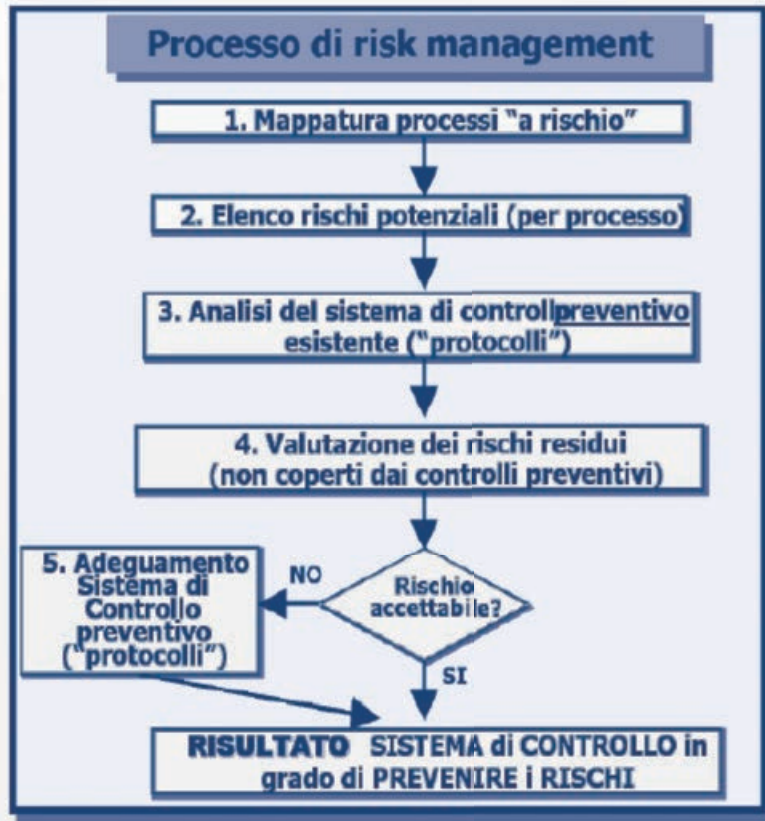 Processo di risk management
1. Mappatura processi “a rischio”
2. Elenco rischi potenziali (per processo)
3. Analisi del sistema di controllo preventivo
esistente (“protocolli”)
4. Valutazione dei rischi residui
(non coperti dai controlli preventivi)
Rischio
accettabile?
NO
5. Adeguamento
Sistema di
Controllo
preventivo
(“protocolli”)
SI
RISULTATO SISTEMA di CONTROLLO in
grado di PREVENIRE i RISCHI